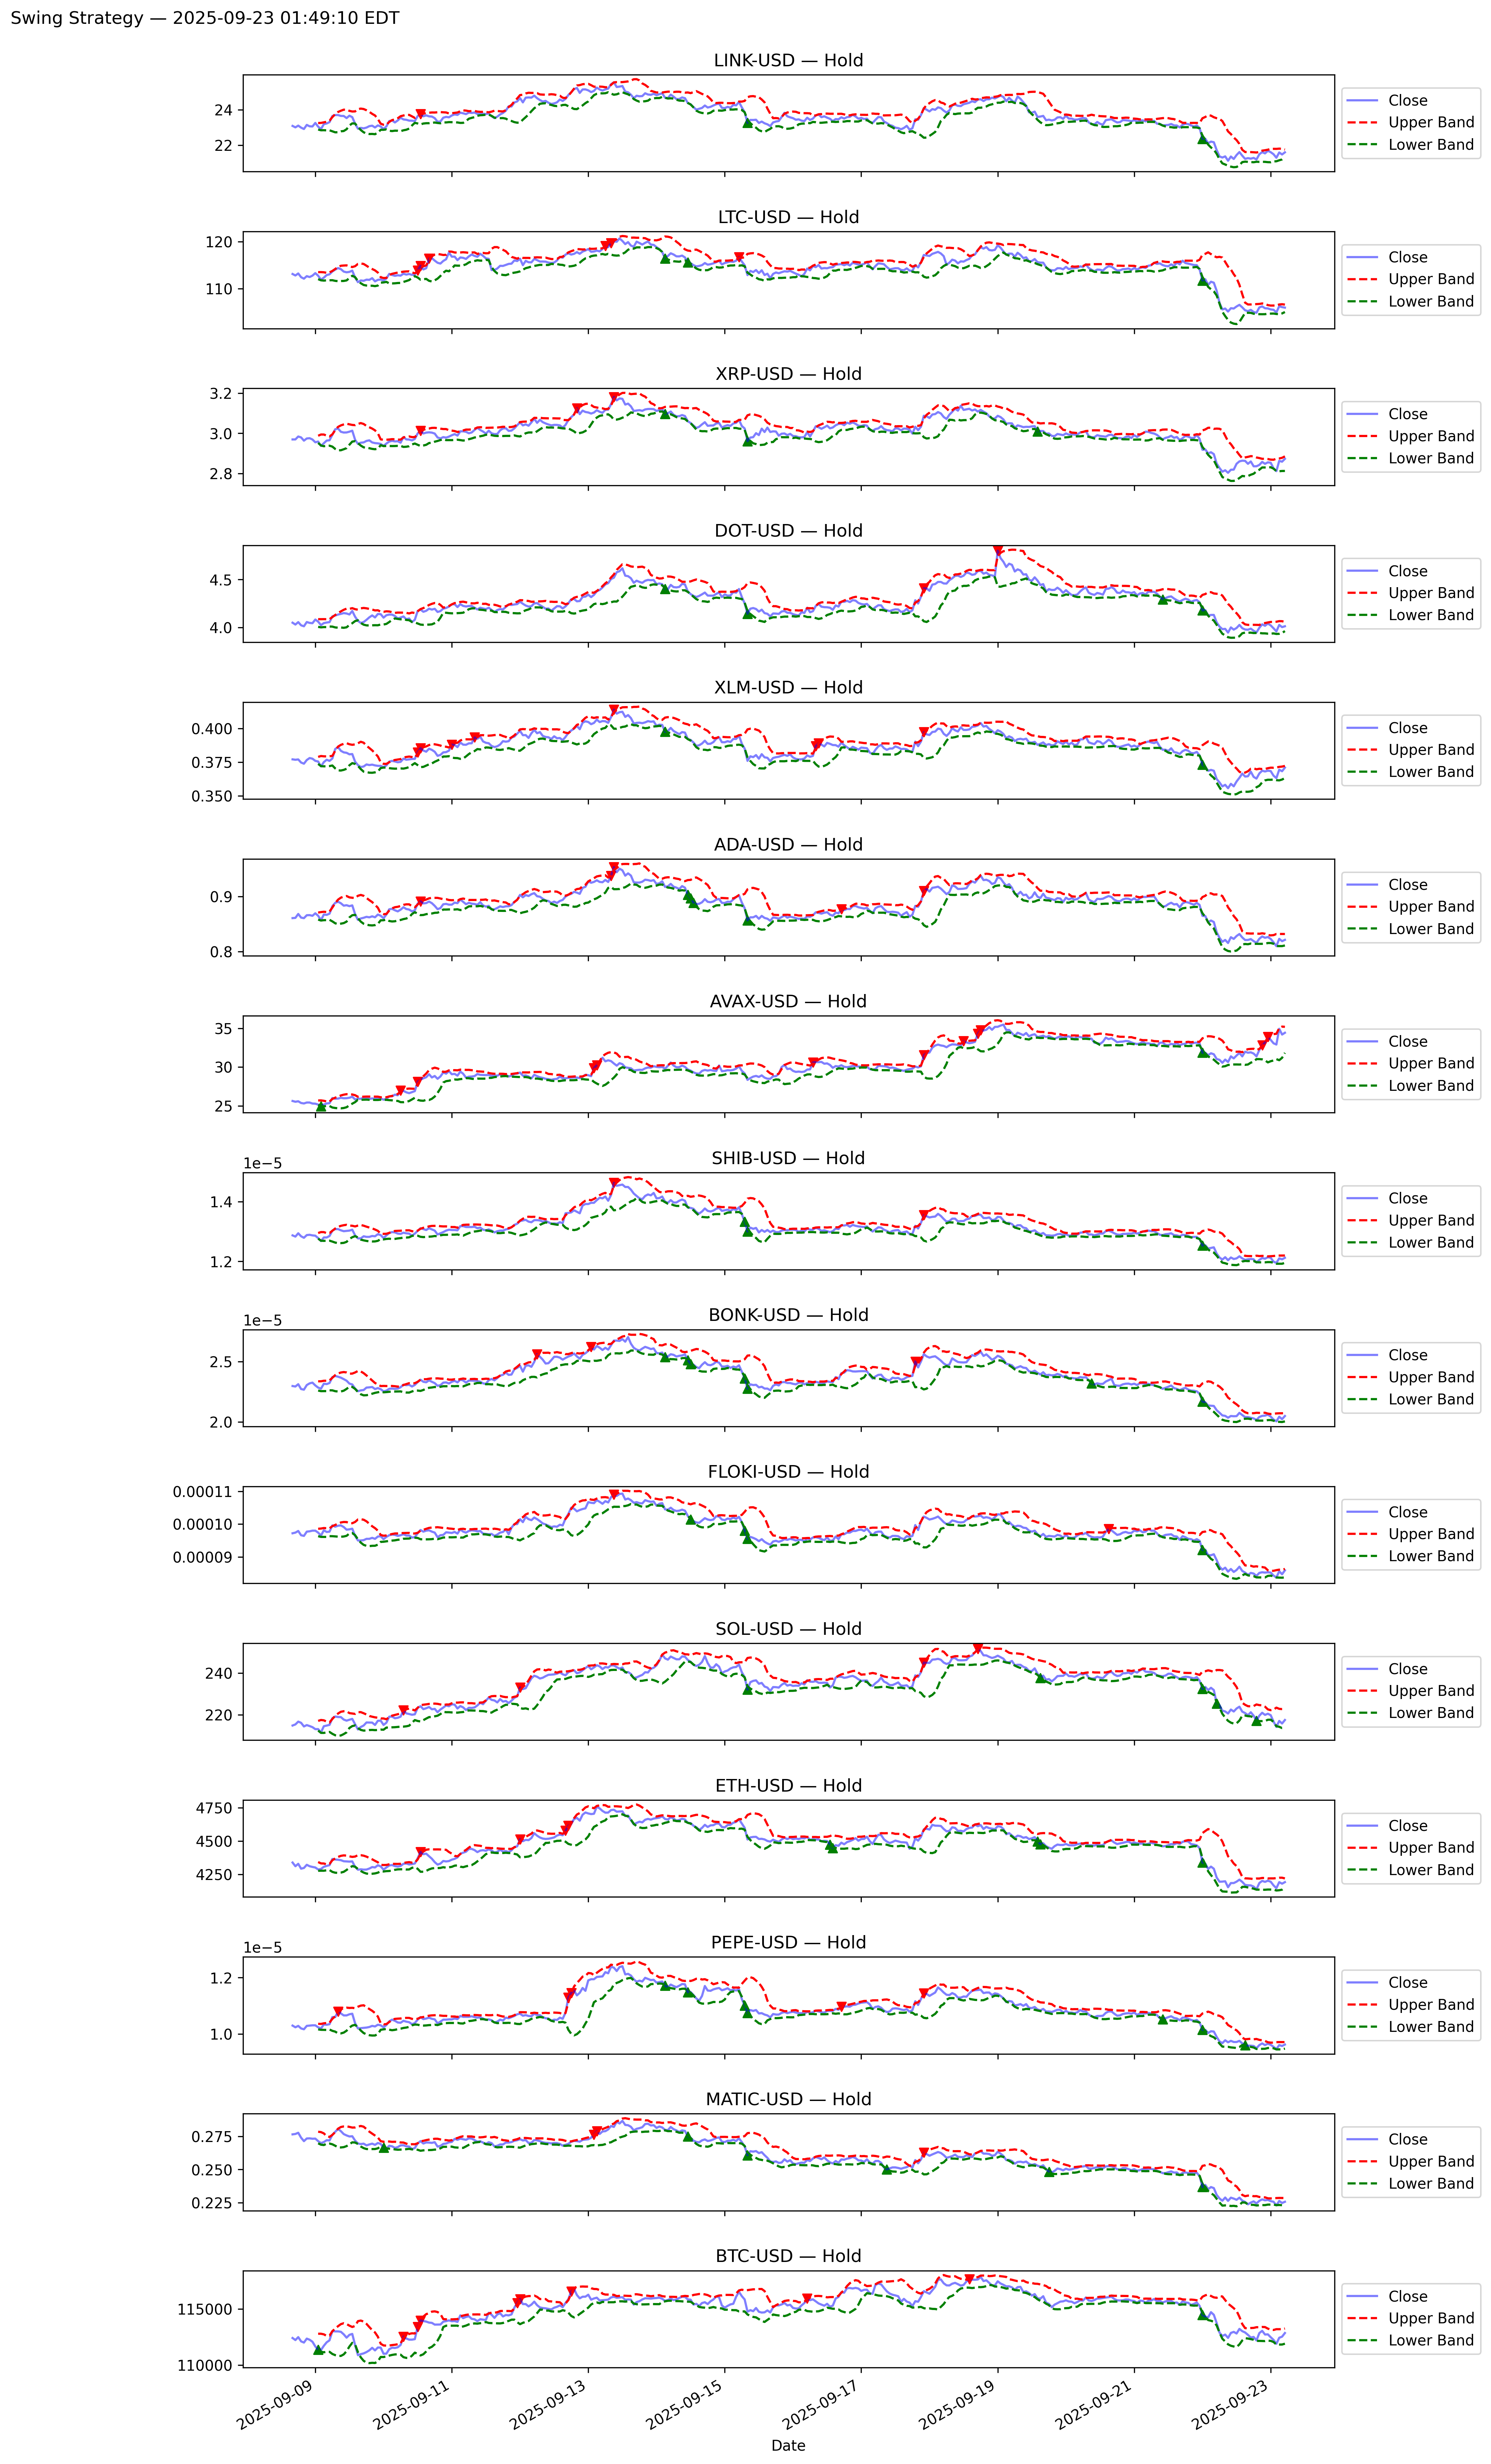 Swing Strategy — 2025-09-23 01:49:10 EDT
LINK-USD — Hold
24
22
Close
Upper Band
Lower Band
LTC-USD — Hold
120
110
Close
Upper Band
Lower Band
XRP-USD — Hold
3.2
3.0
2.8
Close
Upper Band
Lower Band
DOT-USD — Hold
4.5
4.0
Close
Upper Band
Lower Band
XLM-USD — Hold
0.400
0.375
0.350
Close
Upper Band
Lower Band
ADA-USD — Hold
0.9
0.8
Close
Upper Band
Lower Band
AVAX-USD — Hold
35
30
25
Close
Upper Band
Lower Band
SHIB-USD — Hold
1e−5
1.4
1.2
Close
Upper Band
Lower Band
BONK-USD — Hold
1e−5
2.5
2.0
Close
Upper Band
Lower Band
FLOKI-USD — Hold
0.00011
0.00010
0.00009
Close
Upper Band
Lower Band
SOL-USD — Hold
240
220
Close
Upper Band
Lower Band
ETH-USD — Hold
4750
4500
4250
Close
Upper Band
Lower Band
PEPE-USD — Hold
1e−5
1.2
1.0
Close
Upper Band
Lower Band
MATIC-USD — Hold
0.275
0.250
0.225
Close
Upper Band
Lower Band
BTC-USD — Hold
115000
110000
Close
Upper Band
Lower Band
2025-09-09
2025-09-11
2025-09-13
2025-09-15
2025-09-17
2025-09-19
2025-09-21
2025-09-23
Date